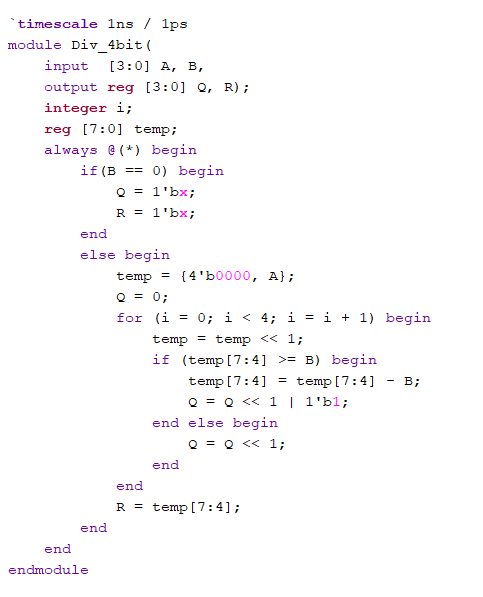 `timescale 1ns / 1ps
module Div_4bit(
    input  [3:0] A, B,
    output reg [3:0] Q, R);
    integer i;
    reg [7:0] temp;
    always @(*) begin
        if(B == 0) begin
            Q = 1'bx;
            R = 1'bx;
        end
        else begin
            temp = {4'b0000, A};
            Q = 0;
            for (i = 0; i < 4; i = i + 1) begin
                temp = temp << 1;
                if (temp[7:4] >= B) begin
                    temp[7:4] = temp[7:4] - B;
                    Q = Q << 1 | 1'b1;
                end else begin
                    Q = Q << 1;
                end
            end
            R = temp[7:4];
        end
    end
endmodule